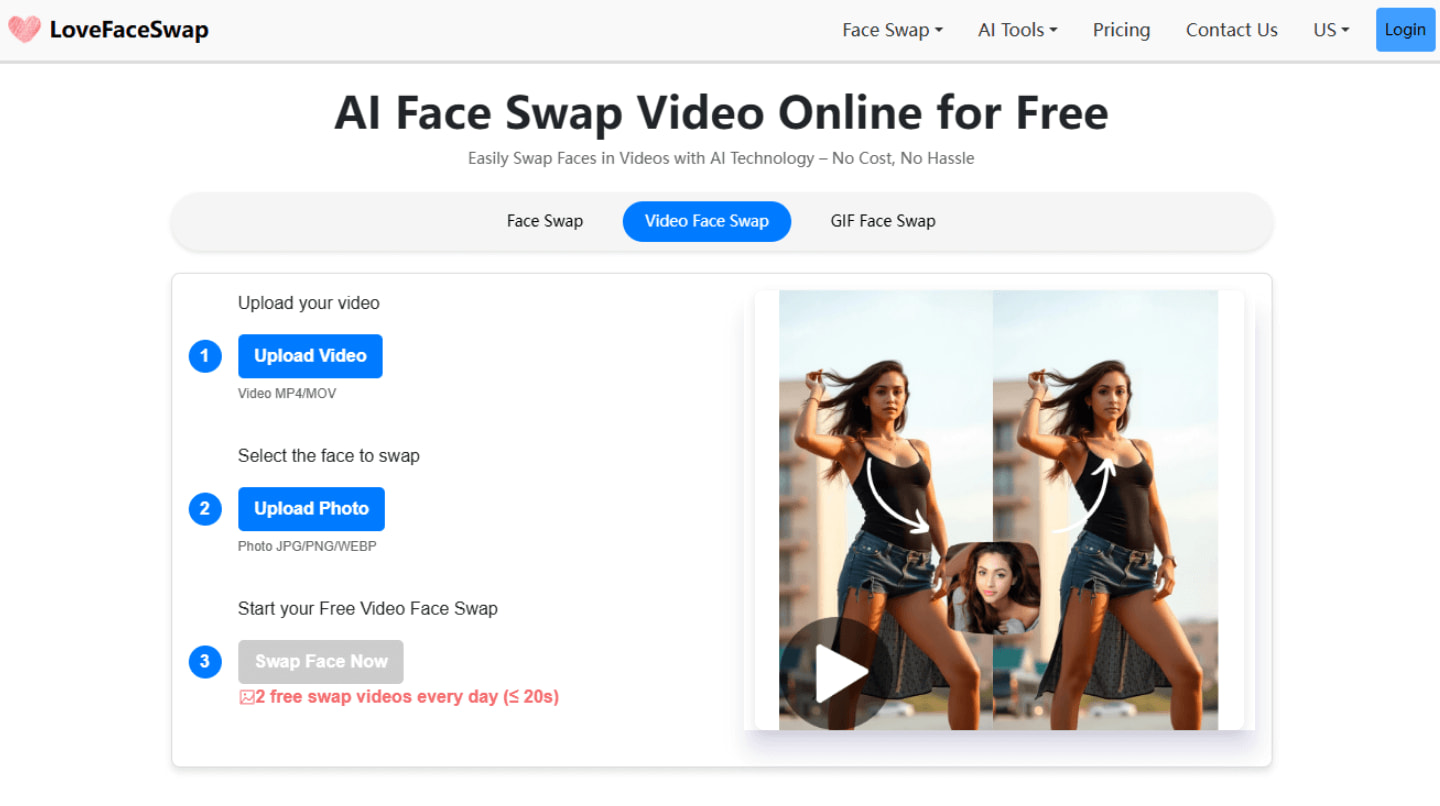 LoveFaceSwap
Face Swap
AI Tools
Pricing
Contact Us
US
Login
AI Face Swap Video Online for Free
Easily Swap Faces in Videos with AI Technology – No Cost, No Hassle
Face Swap
Video Face Swap
GIF Face Swap
Upload your video
1
Upload Video
Video MP4/MOV
Select the face to swap
2
Upload Photo
Photo JPG/PNG/WEBP
Start your Free Video Face Swap
3
Swap Face Now
2 free swap videos every day (≤ 20s)